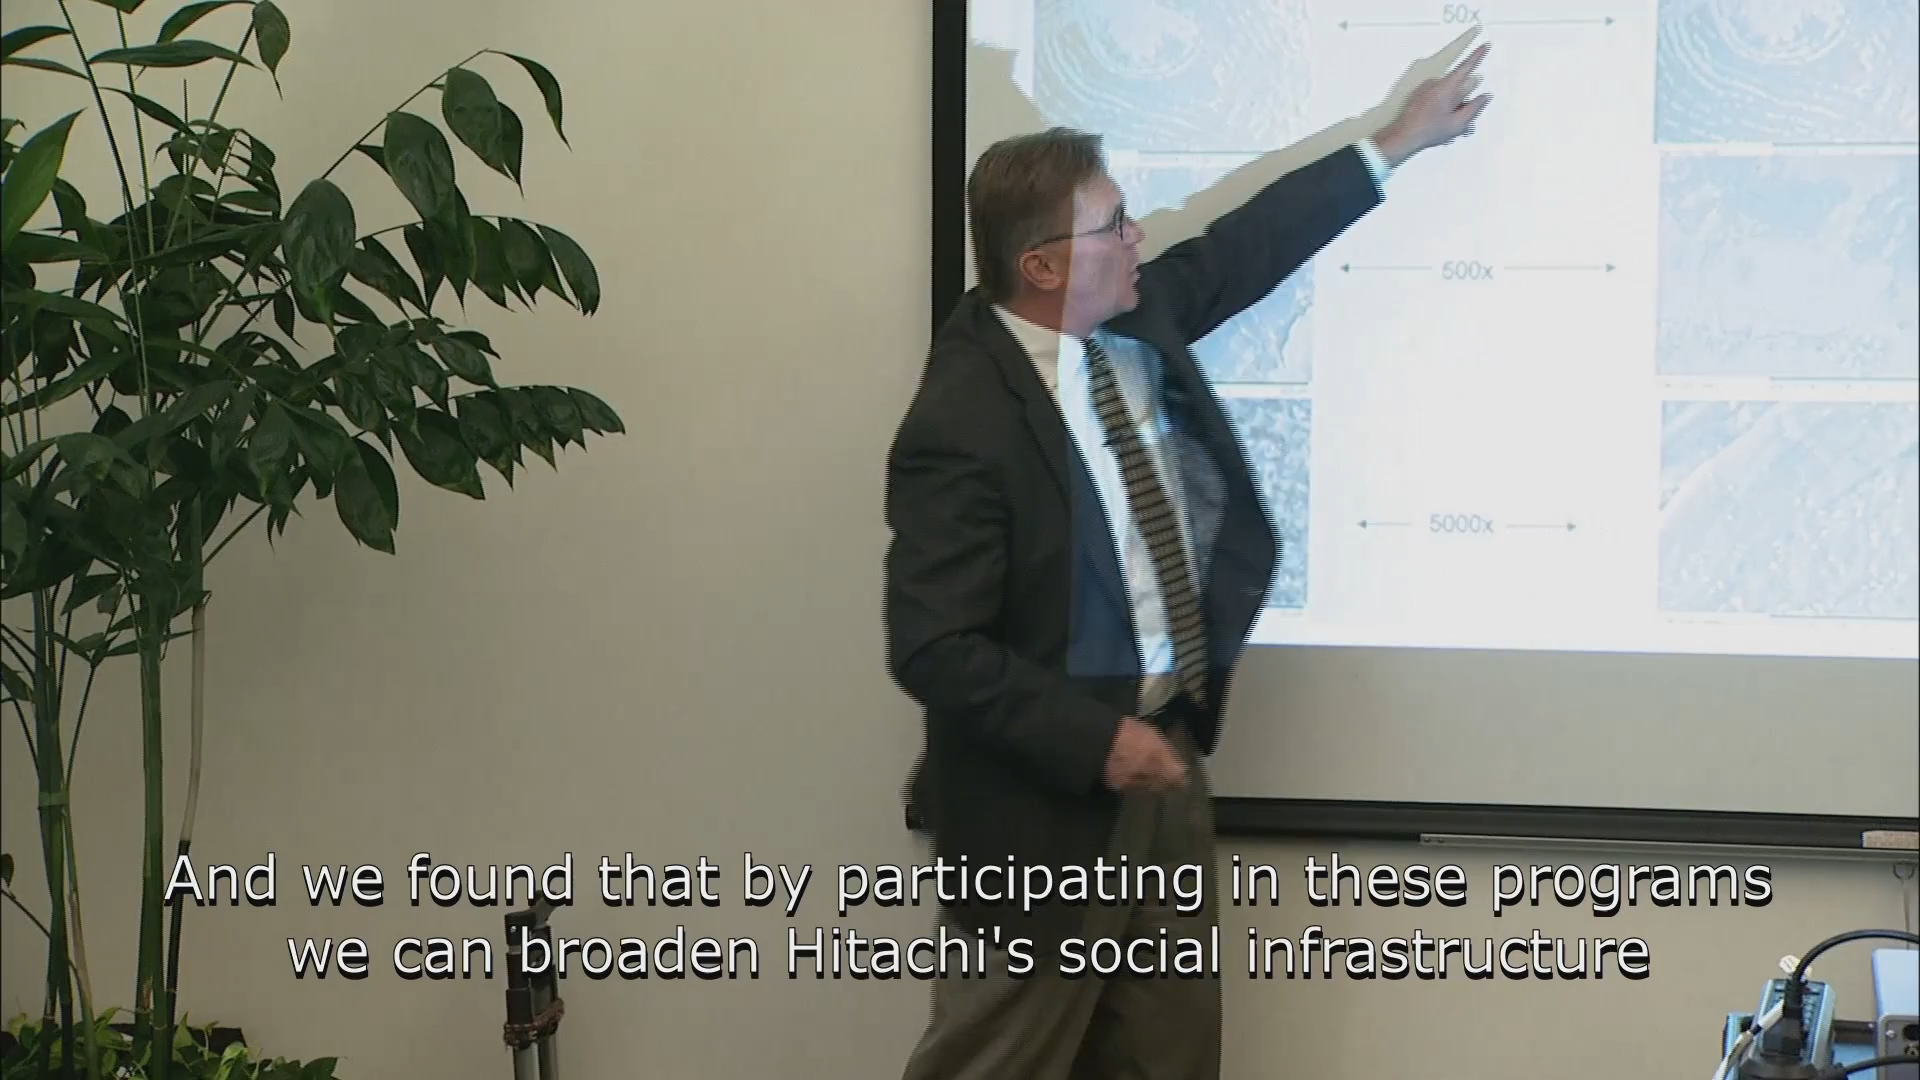 50x
500x
5000x
And we found that by participating in these programs
we can broaden Hitachi's social infrastructure